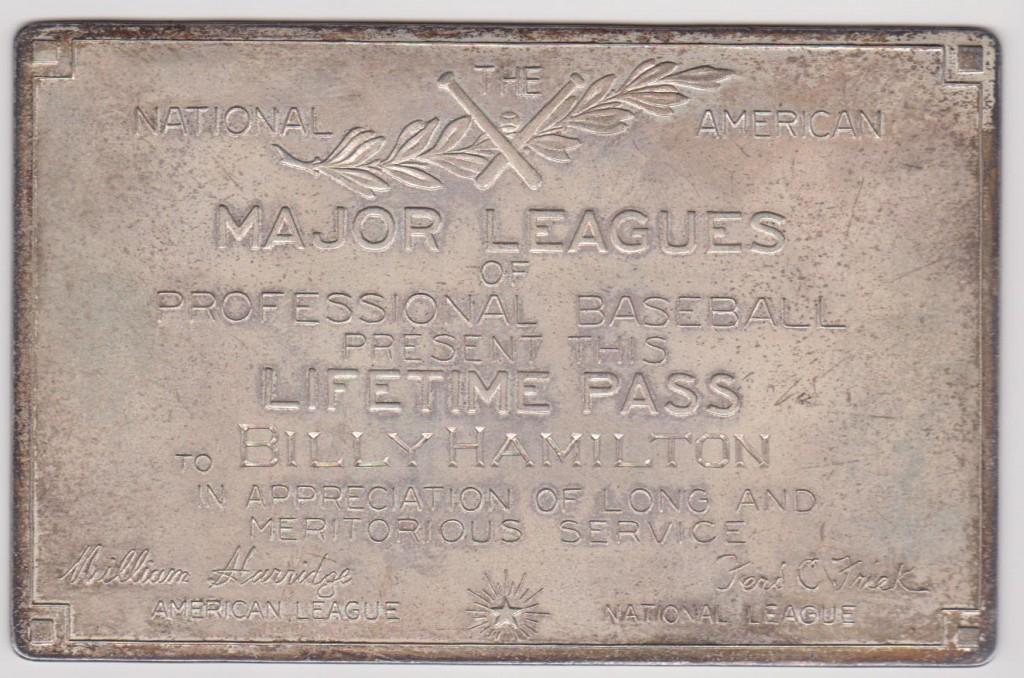 THE
NATIONAL AMERICAN
MAJOR LEAGUES
OF
PROFESSIONAL BASEBALL
PRESENT THIS
LIFETIME PASS
TO BILLY HAMILTON
IN APPRECIATION OF LONG AND
MERITORIOUS SERVICE
William Harridge Ford C Frick
AMERICAN LEAGUE NATIONAL LEAGUE